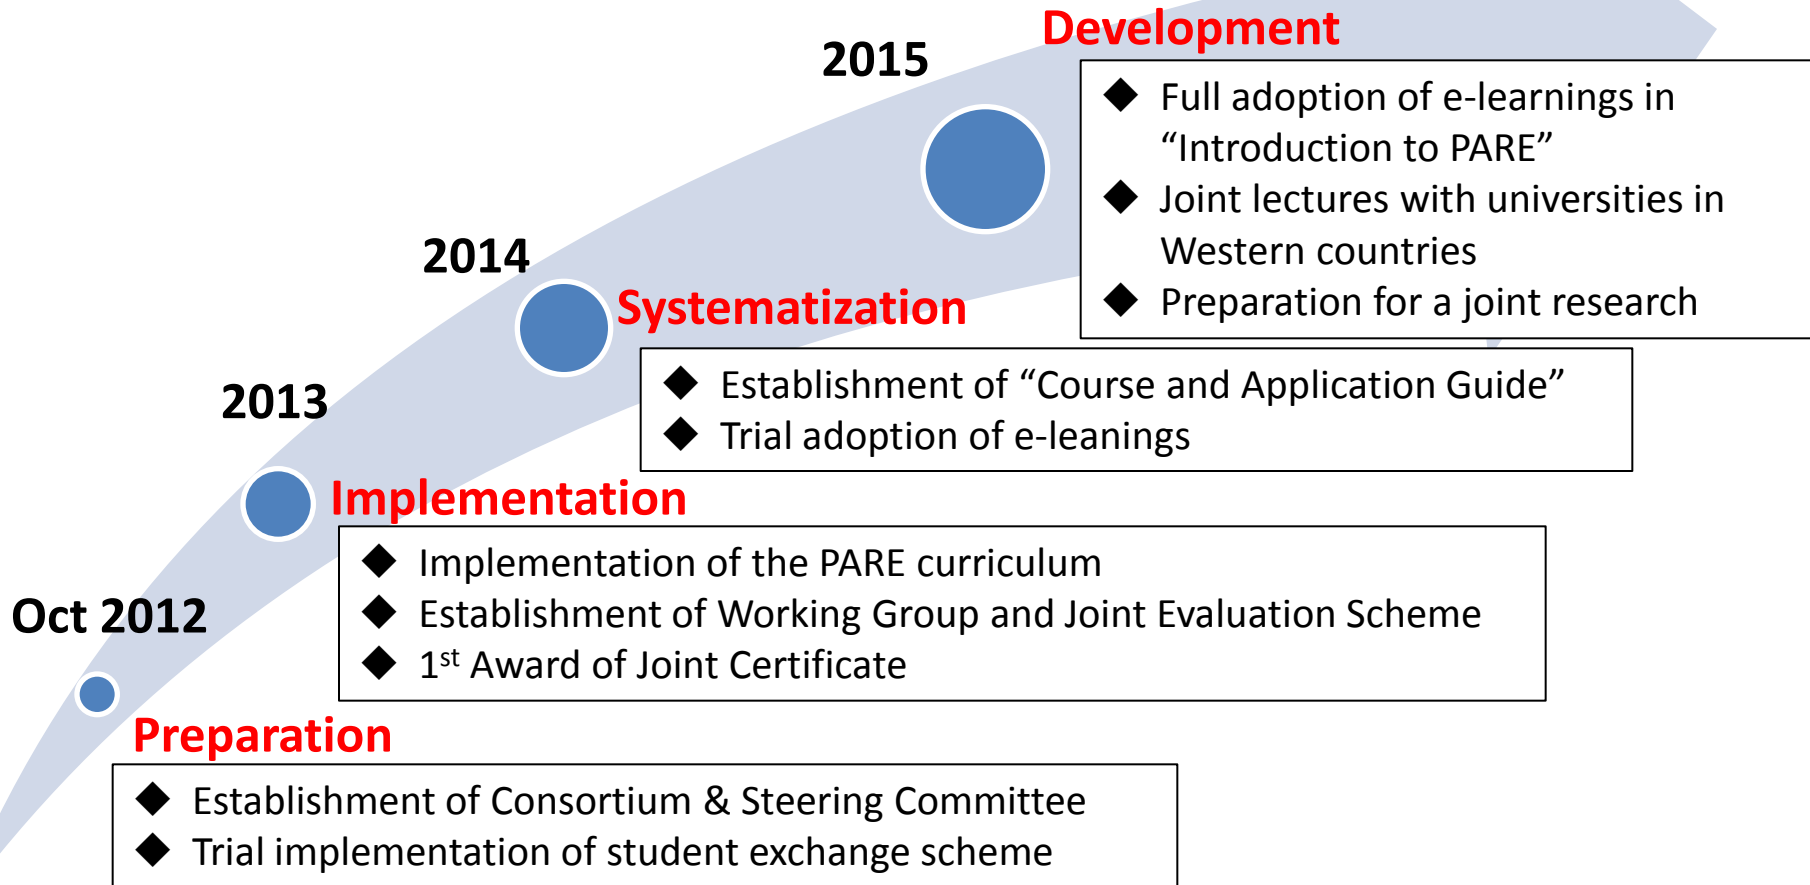 2015
Development
◆ Full adoption of e-learnings in
“Introduction to PARE”
◆ Joint lectures with universities in
Western countries
◆ Preparation for a joint research
2014
Systematization
◆ Establishment of “Course and Application Guide”
◆ Trial adoption of e-leanings
2013
Implementation
◆ Implementation of the PARE curriculum
◆ Establishment of Working Group and Joint Evaluation Scheme
◆ 1st Award of Joint Certificate
Oct 2012
Preparation
◆ Establishment of Consortium & Steering Committee
◆ Trial implementation of student exchange scheme